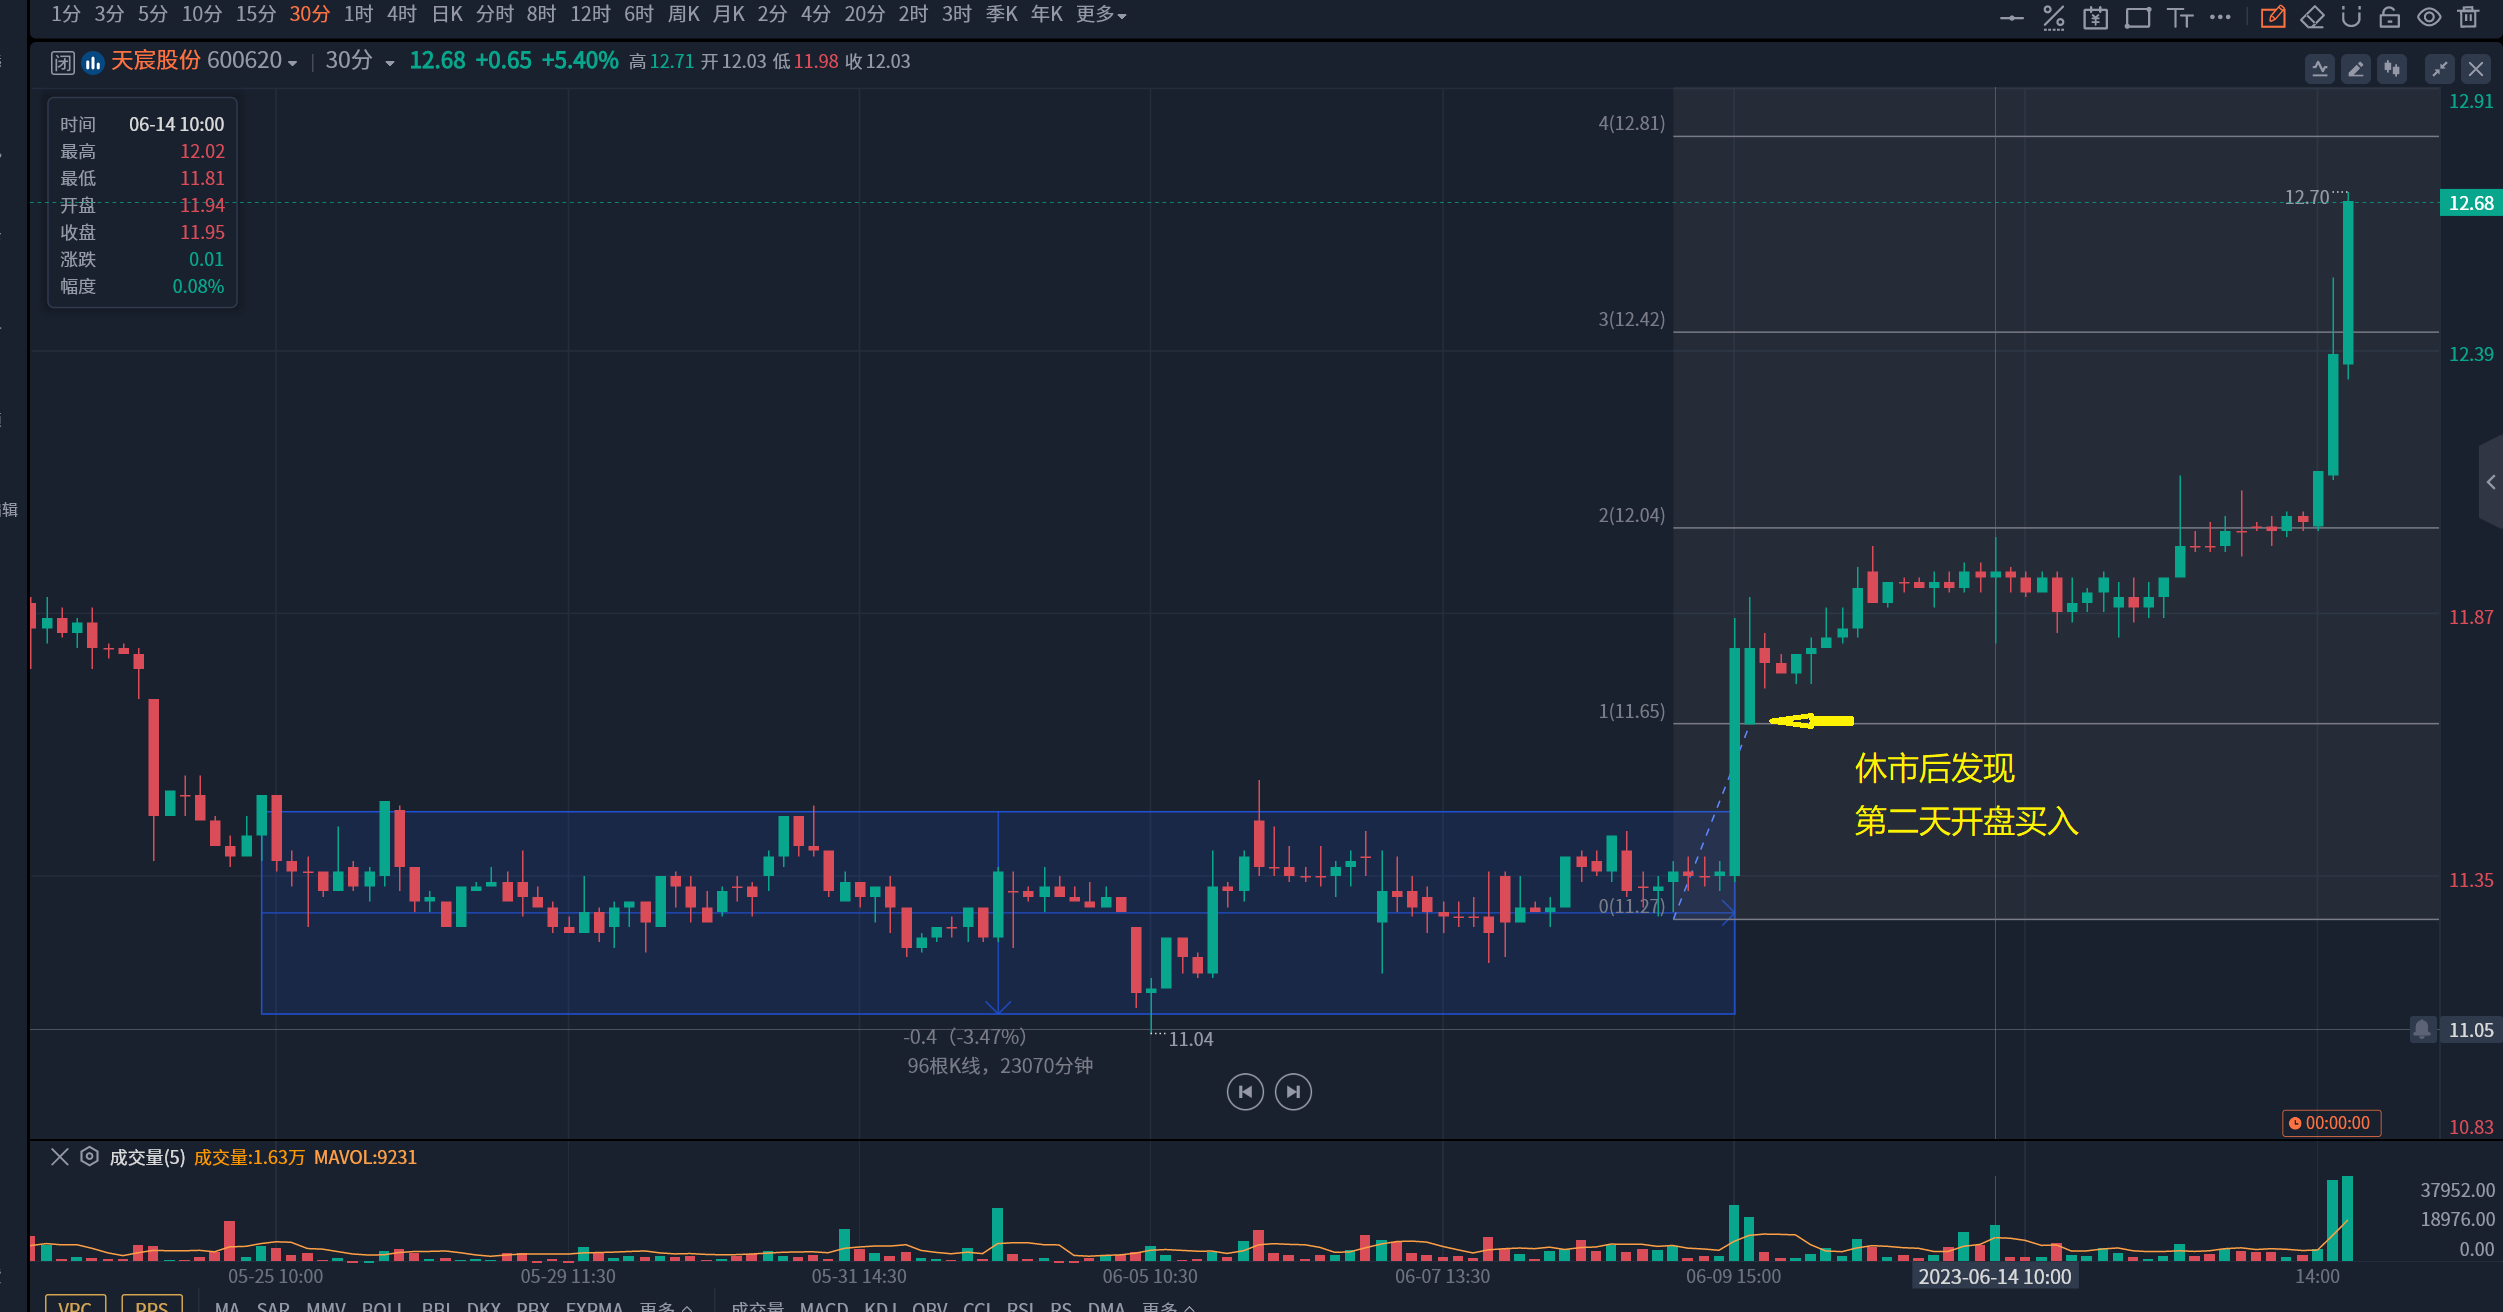 1分 3分 5分 10分 15分 30分 1时 4时 日K 分时 8时 12时 6时 周K 月K 2分 4分 20分 2时 3时 季K 年K 更多
闭 天宸股份 600620 30分 12.68 +0.65 +5.40% 高 12.71 开 12.03 低 11.98 收 12.03
时间 06-14 10:00
最高 12.02
最低 11.81
开盘 11.94
收盘 11.95
涨跌 0.01
幅度 0.08%
12.91
4(12.81)
12.70
12.68
3(12.42)
12.39
辑
2(12.04)
11.87
1(11.65)
休市后发现
第二天开盘买入
11.35
0(11.27)
-0.4（-3.47%）
11.04
11.05
96根K线，23070分钟
00:00:00
10.83
成交量(5) 成交量:1.63万 MAVOL:9231
37952.00
18976.00
0.00
05-25 10:00 05-29 11:30 05-31 14:30 06-05 10:30 06-07 13:30 06-09 15:00 2023-06-14 10:00 14:00
VPC PPS MA SAR MMV BOLL BBI DKX PBX EXPMA 更多 成交量 MACD KDJ OBV CCI RSI RS DMA 更多